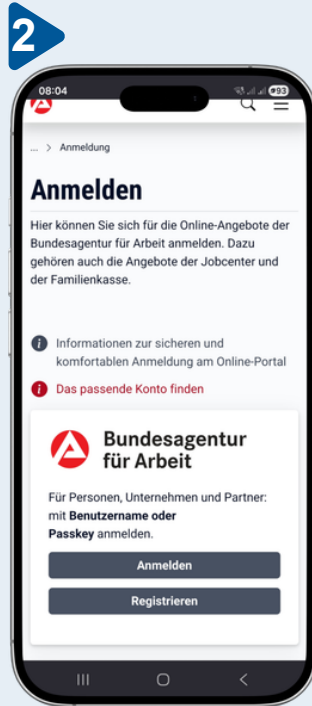 2
08:04
93
... > Anmeldung
Anmelden
Hier können Sie sich für die Online-Angebote der
Bundesagentur für Arbeit anmelden. Dazu
gehören auch die Angebote der Jobcenter und
der Familienkasse.
Informationen zur sicheren und
komfortablen Anmeldung am Online-Portal
Das passende Konto finden
Bundesagentur
für Arbeit
Für Personen, Unternehmen und Partner:
mit Benutzername oder
Passkey anmelden.
Anmelden
Registrieren